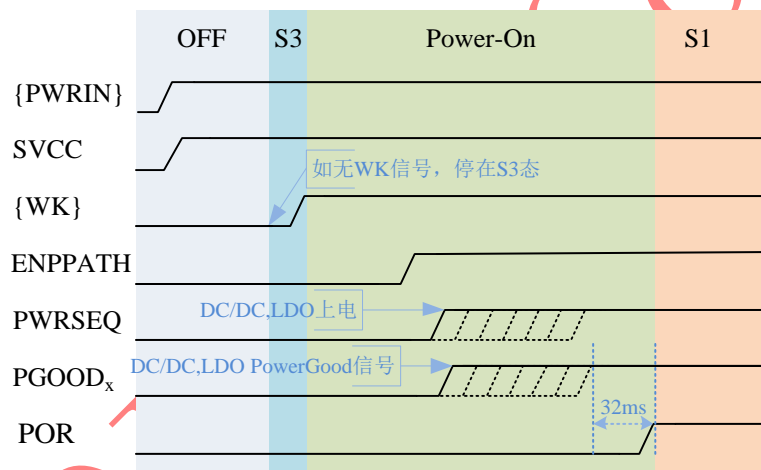 OFF S3 Power-On S1
{PWRIN}
SVCC
如无WK信号，停在S3态
{WK}
ENPPATH
DC/DC,LDO上电
PWRSEQ
DC/DC,LDO PowerGood信号
PGOODx
32ms
POR